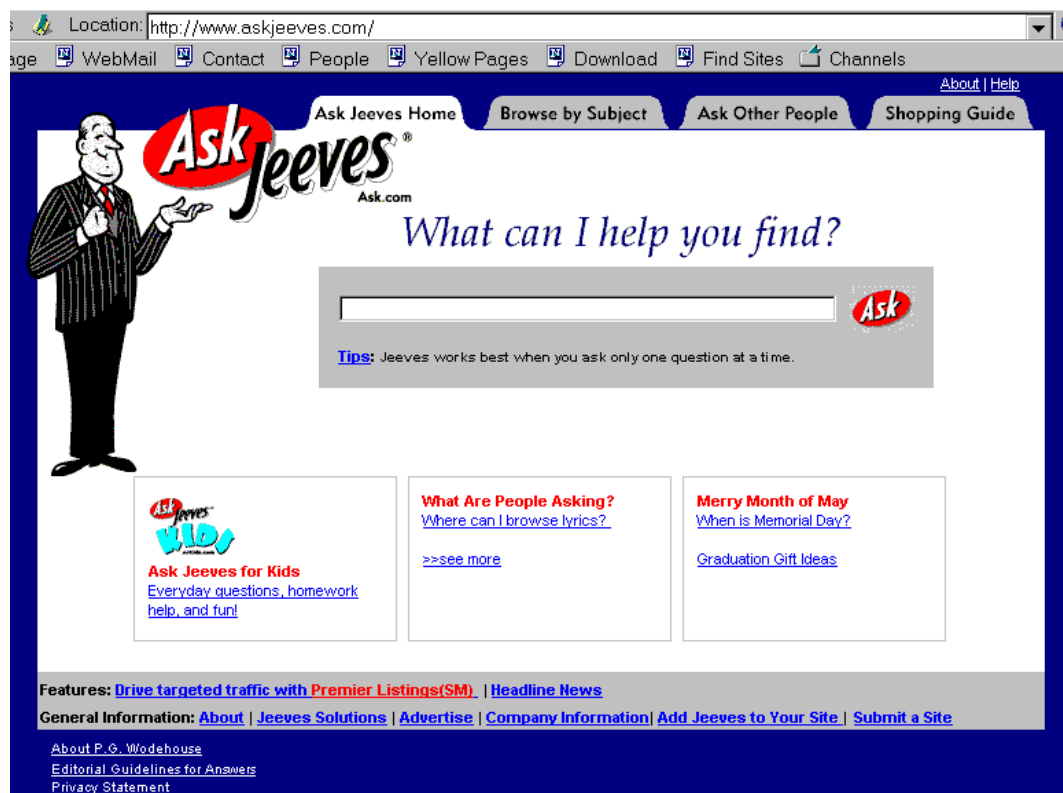 Location: http://www.askjeeves.com/
WebMail Contact People Yellow Pages Download Find Sites Channels
About | Help
Ask Jeeves Home Browse by Subject Ask Other People Shopping Guide
Ask Jeeves®
Ask.com
What can I help you find?
Ask
Tips: Jeeves works best when you ask only one question at a time.
Ask Jeeves KIDS
Ask Jeeves for Kids
Everyday questions, homework
help, and fun!
What Are People Asking?
Where can I browse lyrics?
>>see more
Merry Month of May
When is Memorial Day?
Graduation Gift Ideas
Features: Drive targeted traffic with Premier Listings(SM) | Headline News
General Information: About | Jeeves Solutions | Advertise | Company Information| Add Jeeves to Your Site | Submit a Site
About P.G. Wodehouse
Editorial Guidelines for Answers
Privacy Statement